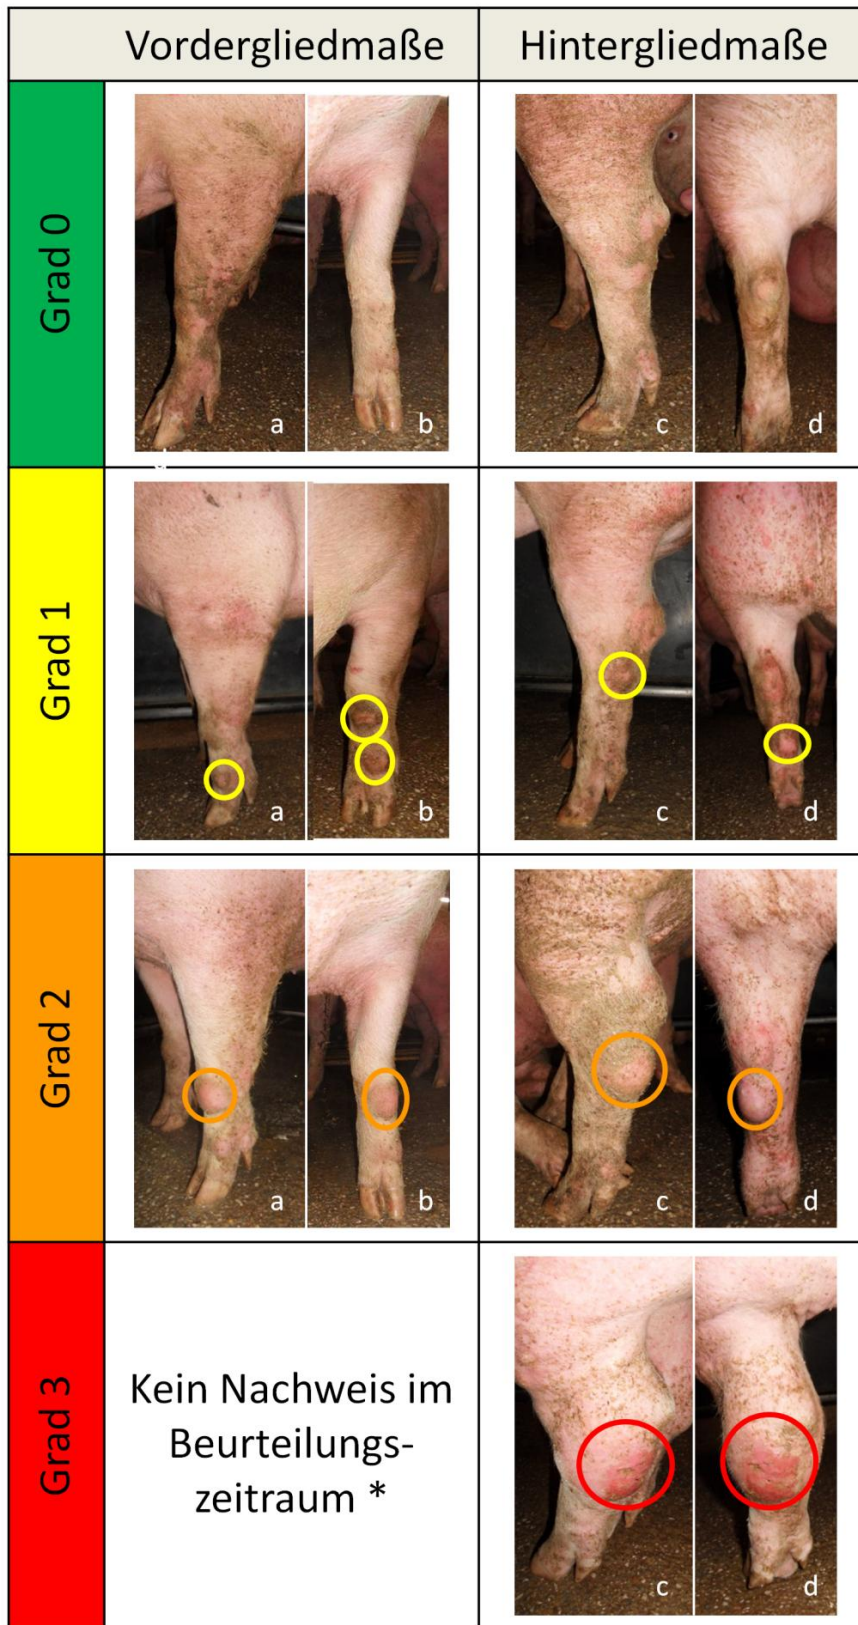 Vordergliedmaße
Hintergliedmaße
Grad 0
a
b
c
d
Grad 1
a
b
c
d
Grad 2
a
b
c
d
Grad 3
Kein Nachweis im
Beurteilungs-
zeitraum *
c
d